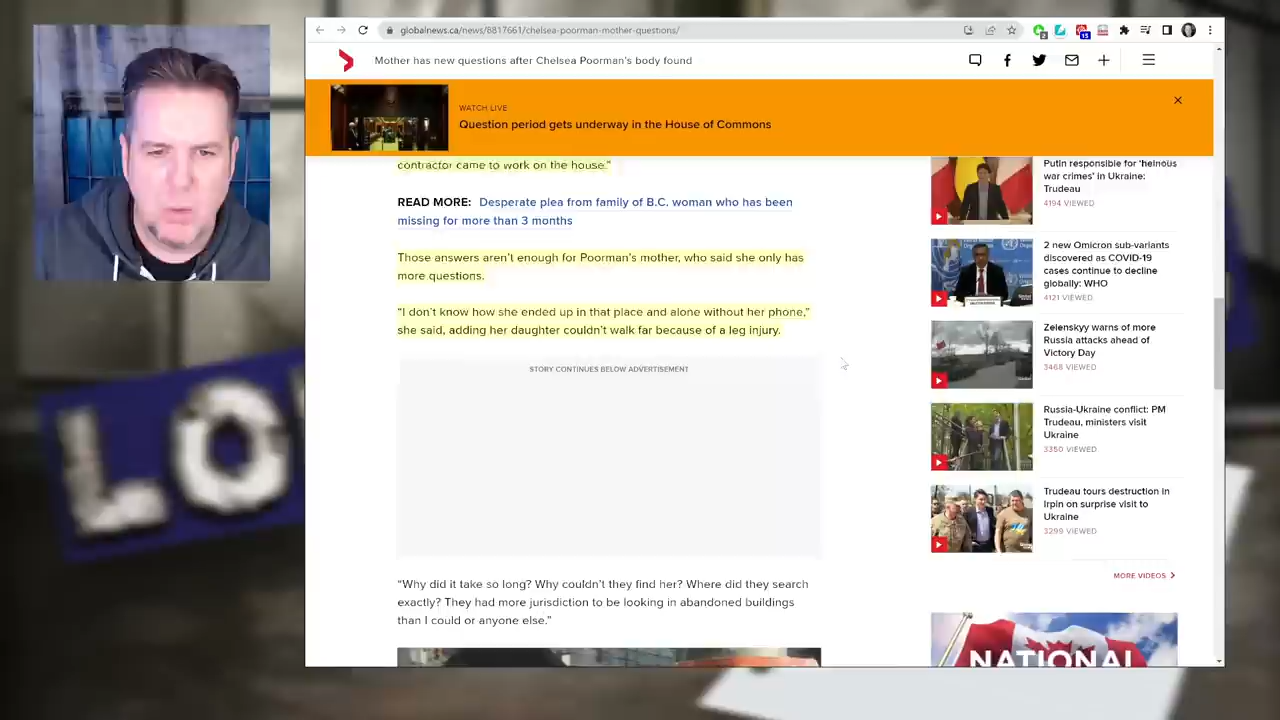 globalnews.ca/news/8817661/chelsea-poorman-mother-questions/
2
15
Mother has new questions after Chelsea Poorman's body found
WATCH LIVE
Question period gets underway in the House of Commons
contractor came to work on the house.”
READ MORE: Desperate plea from family of B.C. woman who has been
missing for more than 3 months
Those answers aren’t enough for Poorman’s mother, who said she only has
more questions.
“I don’t know how she ended up in that place and alone without her phone,”
she said, adding her daughter couldn’t walk far because of a leg injury.
STORY CONTINUES BELOW ADVERTISEMENT
“Why did it take so long? Why couldn’t they find her? Where did they search
exactly? They had more jurisdiction to be looking in abandoned buildings
than I could or anyone else.”
Putin responsible for ‘heinous
war crimes’ in Ukraine:
Trudeau
4194 VIEWED
2 new Omicron sub-variants
discovered as COVID-19
cases continue to decline
globally: WHO
4121 VIEWED
Zelenskyy warns of more
Russia attacks ahead of
Victory Day
3468 VIEWED
Russia-Ukraine conflict: PM
Trudeau, ministers visit
Ukraine
3350 VIEWED
Trudeau tours destruction in
Irpin on surprise visit to
Ukraine
3299 VIEWED
MORE VIDEOS
NATIONAL
LO